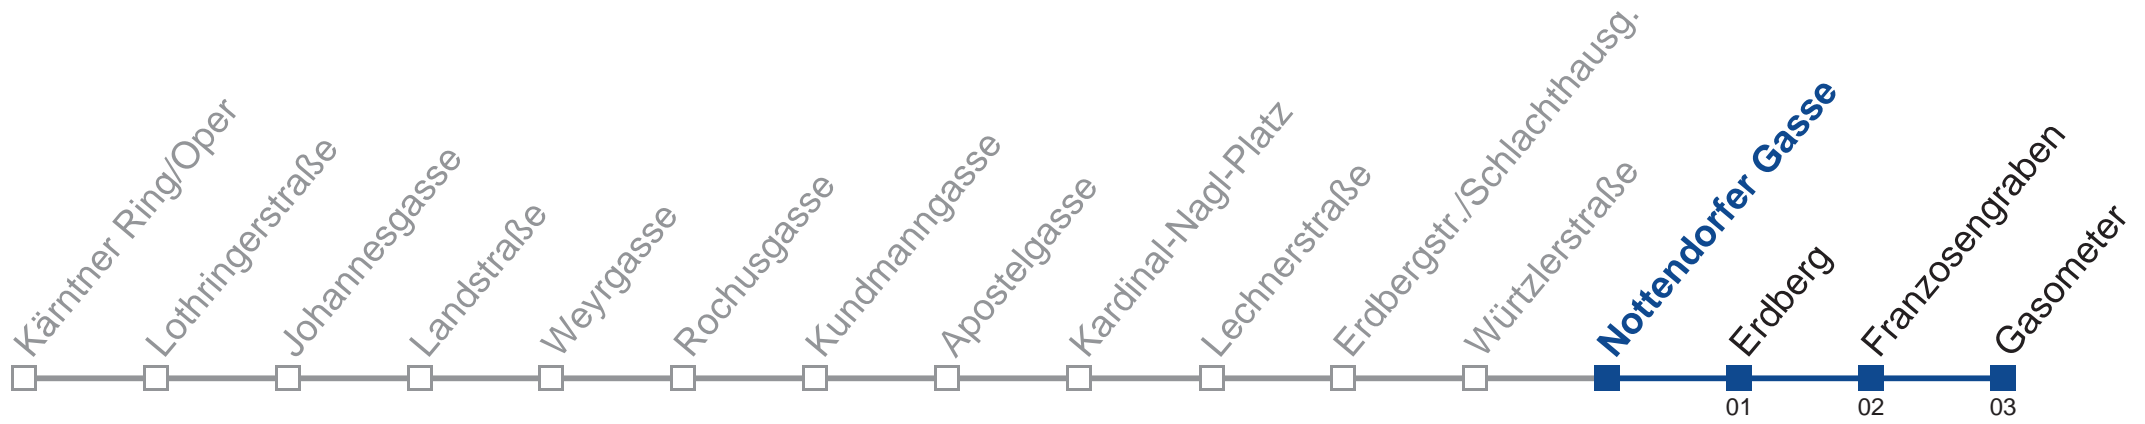 Kärntner Ring/Oper
Lothringerstraße
Johannesgasse
Landstraße
Weyrgasse
Rochusgasse
Kundmanngasse
Apostelgasse
Kardinal-Nagl-Platz
Lechnerstraße
Erdbergstr./Schlachthausg.
Würtzlerstraße
Nottendorfer Gasse
Erdberg
Franzosengraben
Gasometer
01
02
03